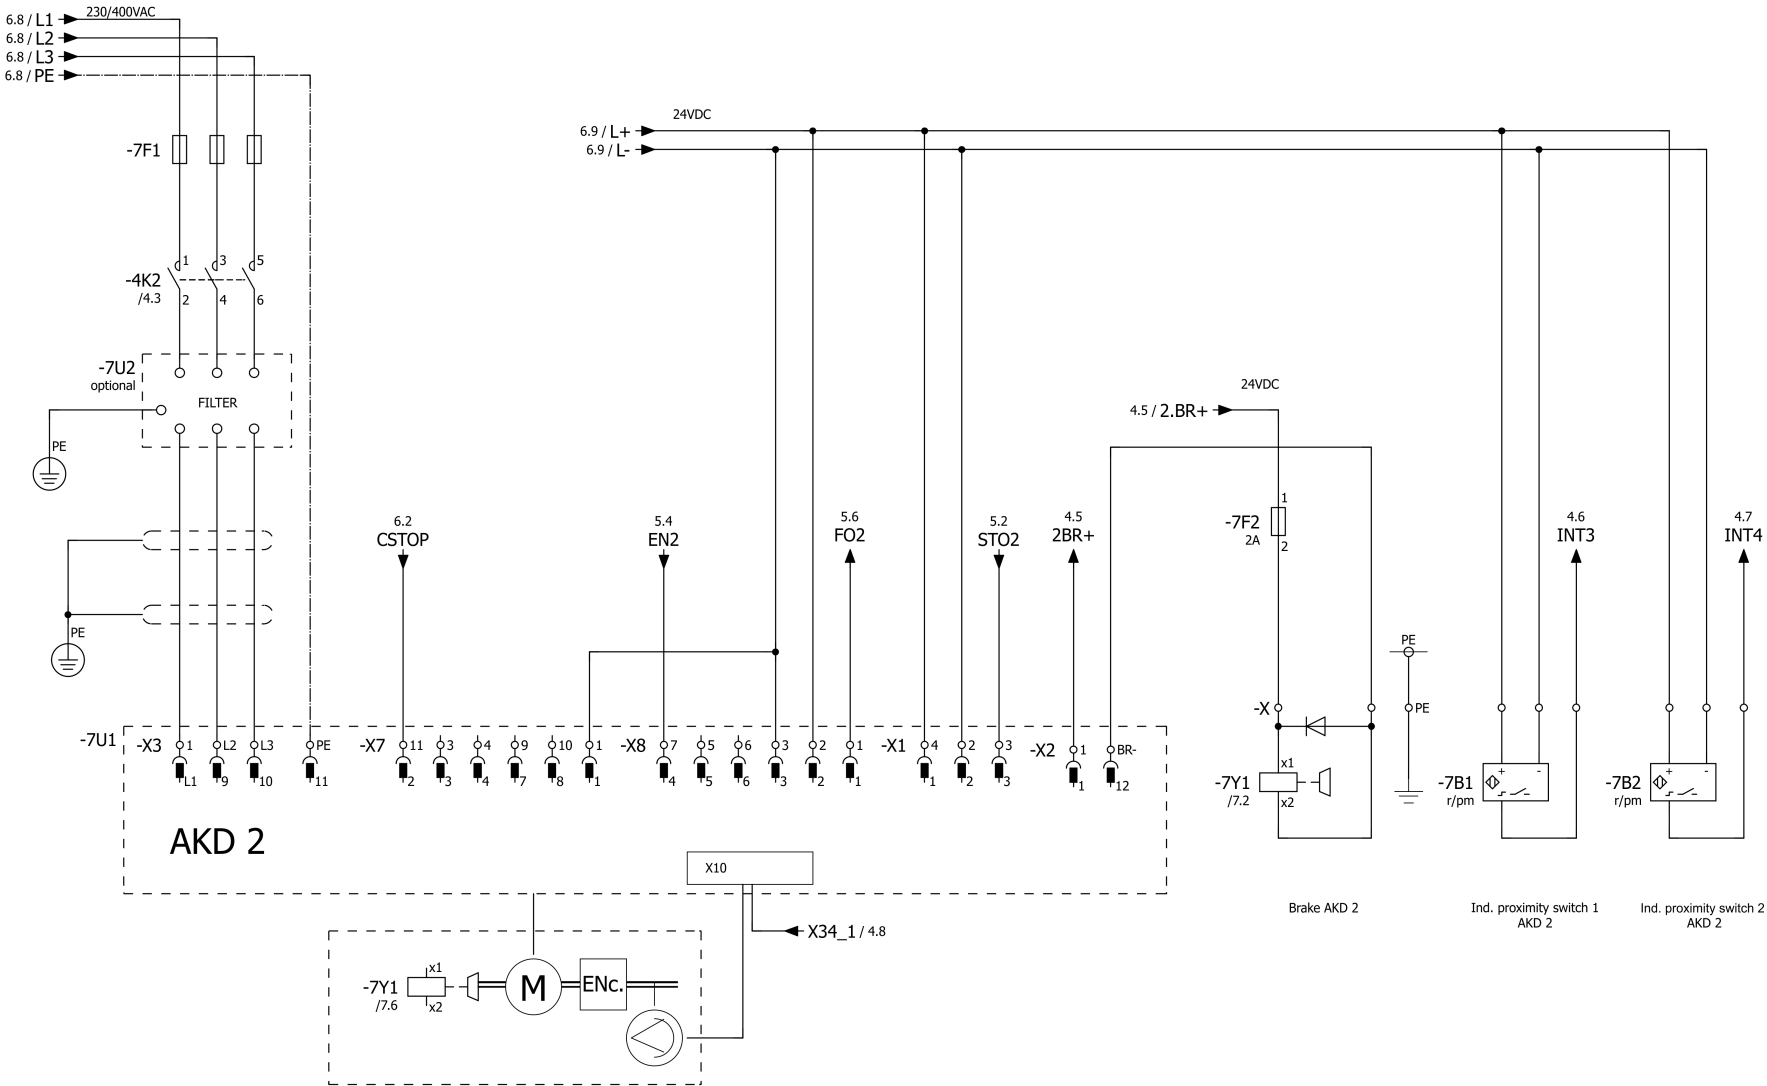 230/400VAC
6.8 / L1
6.8 / L2
6.8 / L3
6.8 / PE
24VDC
6.9 / L+
6.9 / L-
-7F1
-4K2
/4.3
1 3 5
2 4 6
-7U2
optional
FILTER
PE
PE
24VDC
4.5 / 2.BR+
6.2
CSTOP
5.4
EN2
5.6
FO2
5.2
STO2
4.5
2BR+
-7F2
2A
1
2
4.6
INT3
4.7
INT4
PE
PE
-X
-7U1
-X3 1 L2 L3 PE
L1 9 10 11
-X7 11 3 4 9 10 1
2 3 4 7 8 1
-X8 7 5 6 3 2 1
4 5 6 3 2 1
-X1 4 2 3
1 2 3
-X2 1 BR-
1 12
-7Y1
/7.2
x1
x2
-7B1
r/pm
+ -
-7B2
r/pm
+ -
AKD 2
X10
Brake AKD 2
Ind. proximity switch 1
AKD 2
Ind. proximity switch 2
AKD 2
X34_1 / 4.8
-7Y1
/7.6
x1
x2
M
ENc.